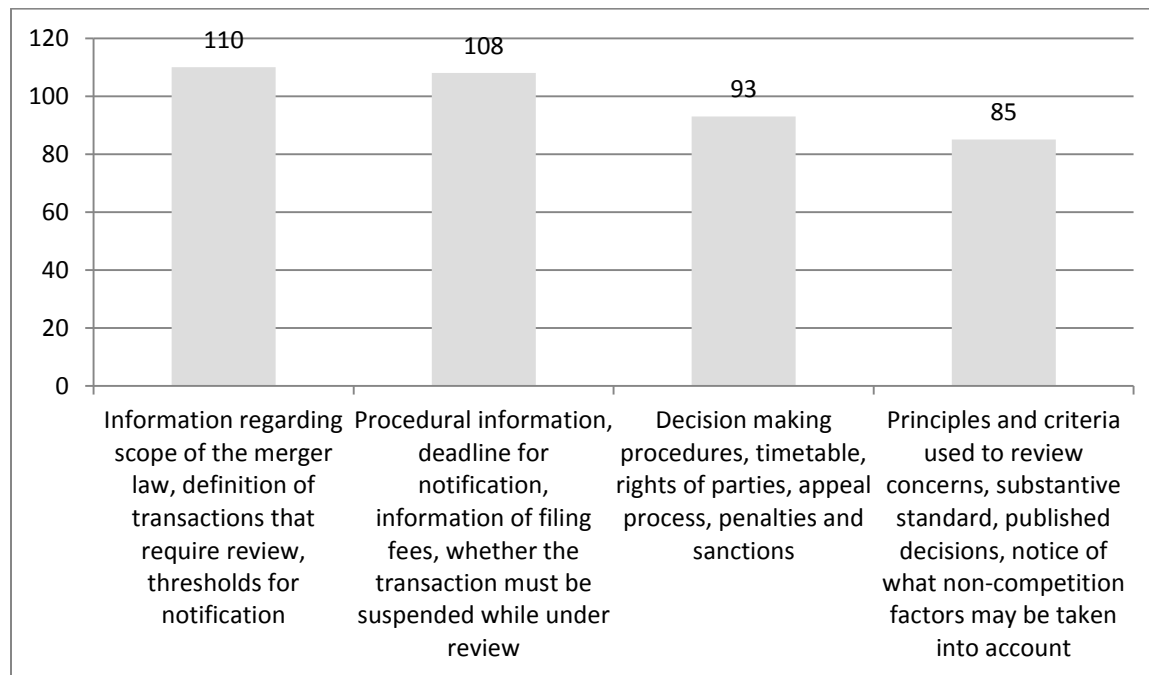 120
100
80
60
40
20
0
110
108
93
85
Information regarding
scope of the merger
law, definition of
transactions that
require review,
thresholds for
notification
Procedural information,
deadline for
notification,
information of filing
fees, whether the
transaction must be
suspended while under
review
Decision making
procedures, timetable,
rights of parties, appeal
process, penalties and
sanctions
Principles and criteria
used to review
concerns, substantive
standard, published
decisions, notice of
what non-competition
factors may be taken
into account